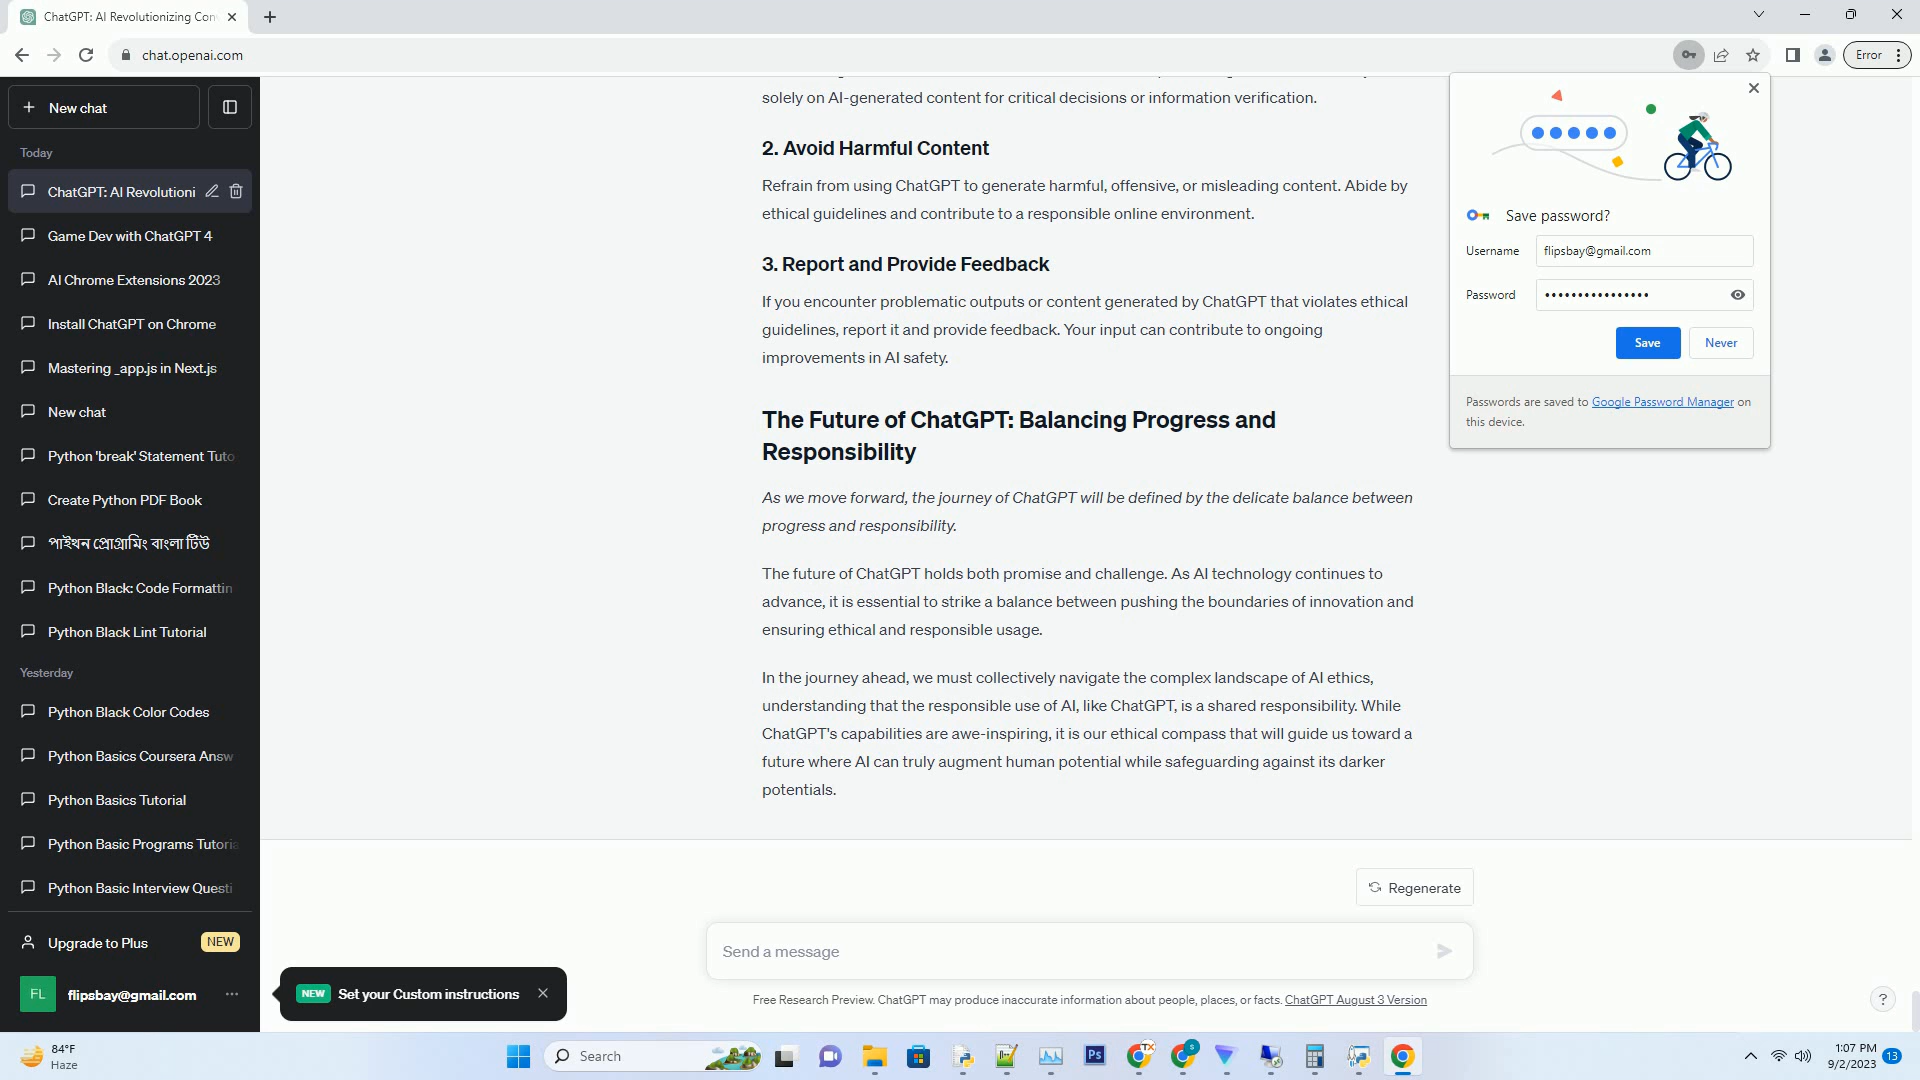 ChatGPT: AI Revolutionizing Con
chat.openai.com
Error
New chat
Today
ChatGPT: AI Revolutioni
Game Dev with ChatGPT 4
AI Chrome Extensions 2023
Install ChatGPT on Chrome
Mastering _app.js in Next.js
New chat
Python 'break' Statement Tuto
Create Python PDF Book
পাইথন প্রোগ্রামিং বাংলা টিউ
Python Black: Code Formattin
Python Black Lint Tutorial
Yesterday
Python Black Color Codes
Python Basics Coursera Answ
Python Basics Tutorial
Python Basic Programs Tutoria
Python Basic Interview Questi
Upgrade to Plus NEW
FL flipsbay@gmail.com
NEW Set your Custom instructions
solely on AI-generated content for critical decisions or information verification.
2. Avoid Harmful Content
Refrain from using ChatGPT to generate harmful, offensive, or misleading content. Abide by
ethical guidelines and contribute to a responsible online environment.
3. Report and Provide Feedback
If you encounter problematic outputs or content generated by ChatGPT that violates ethical
guidelines, report it and provide feedback. Your input can contribute to ongoing
improvements in AI safety.
The Future of ChatGPT: Balancing Progress and
Responsibility
As we move forward, the journey of ChatGPT will be defined by the delicate balance between
progress and responsibility.
The future of ChatGPT holds both promise and challenge. As AI technology continues to
advance, it is essential to strike a balance between pushing the boundaries of innovation and
ensuring ethical and responsible usage.
In the journey ahead, we must collectively navigate the complex landscape of AI ethics,
understanding that the responsible use of AI, like ChatGPT, is a shared responsibility. While
ChatGPT's capabilities are awe-inspiring, it is our ethical compass that will guide us toward a
future where AI can truly augment human potential while safeguarding against its darker
potentials.
Regenerate
Send a message
Free Research Preview. ChatGPT may produce inaccurate information about people, places, or facts. ChatGPT August 3 Version
?
Save password?
Username flipsbay@gmail.com
Password ••••••••••••••••
Save Never
Passwords are saved to Google Password Manager on
this device.
84°F
Haze
Search
Ps
TX
s
1:07 PM
9/2/2023
13